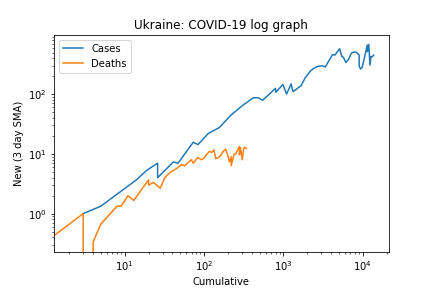 Ukraine: COVID-19 log graph
Cases
Deaths
New (3 day SMA)
10²
10¹
10⁰
10¹ 10² 10³ 10⁴
Cumulative